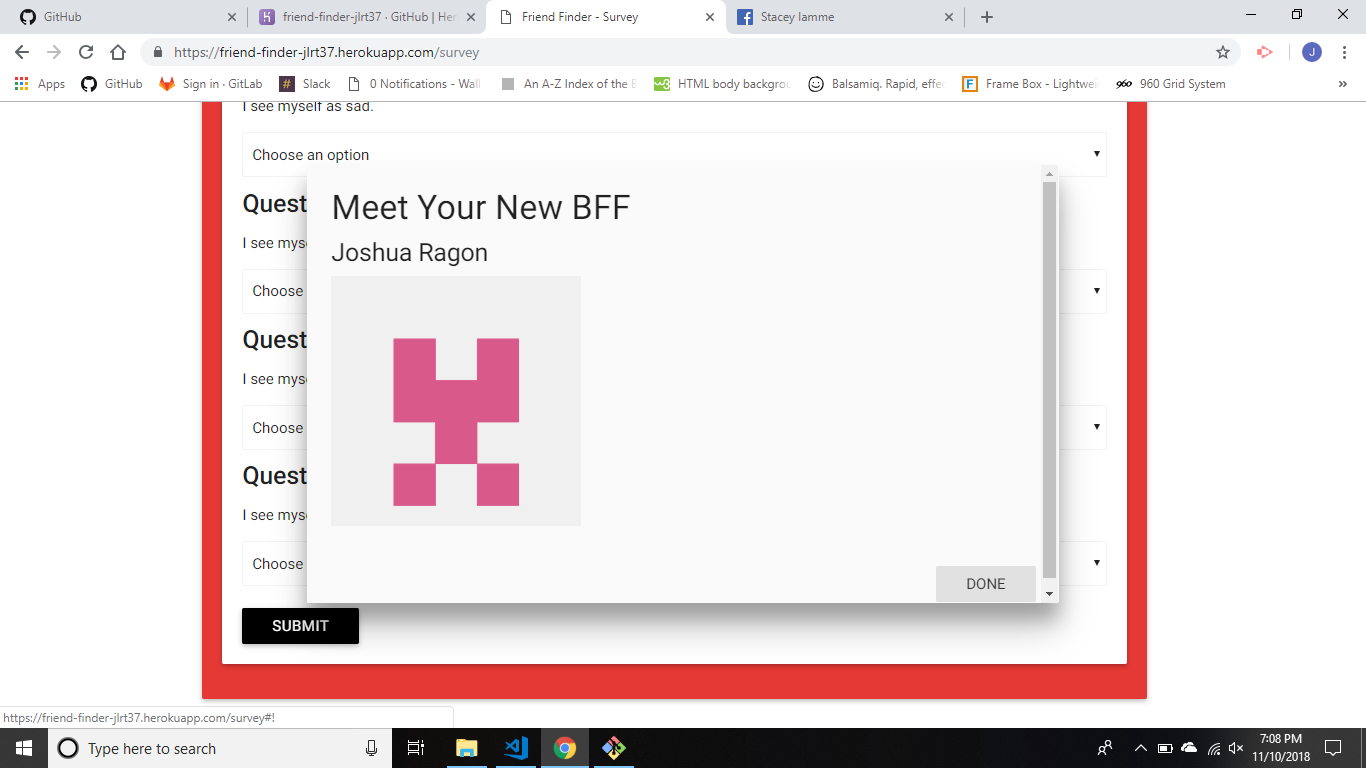 GitHub
friend-finder-jlrt37 · GitHub | Her
Friend Finder - Survey
Stacey Iamme
https://friend-finder-jlrt37.herokuapp.com/survey
J
Apps
GitHub
Sign in · GitLab
Slack
0 Notifications - Wall
An A-Z Index of the
HTML body backgrou
Balsamiq. Rapid, effec
Frame Box - Lightwei
960 Grid System
»
I see myself as sad.
Choose an option
Meet Your New BFF
Joshua Ragon
Quest
I see myse
Choose
Quest
I see myse
Choose
Quest
I see myse
Choose
DONE
SUBMIT
https://friend-finder-jlrt37.herokuapp.com/survey#!
Type here to search
7:08 PM
11/10/2018